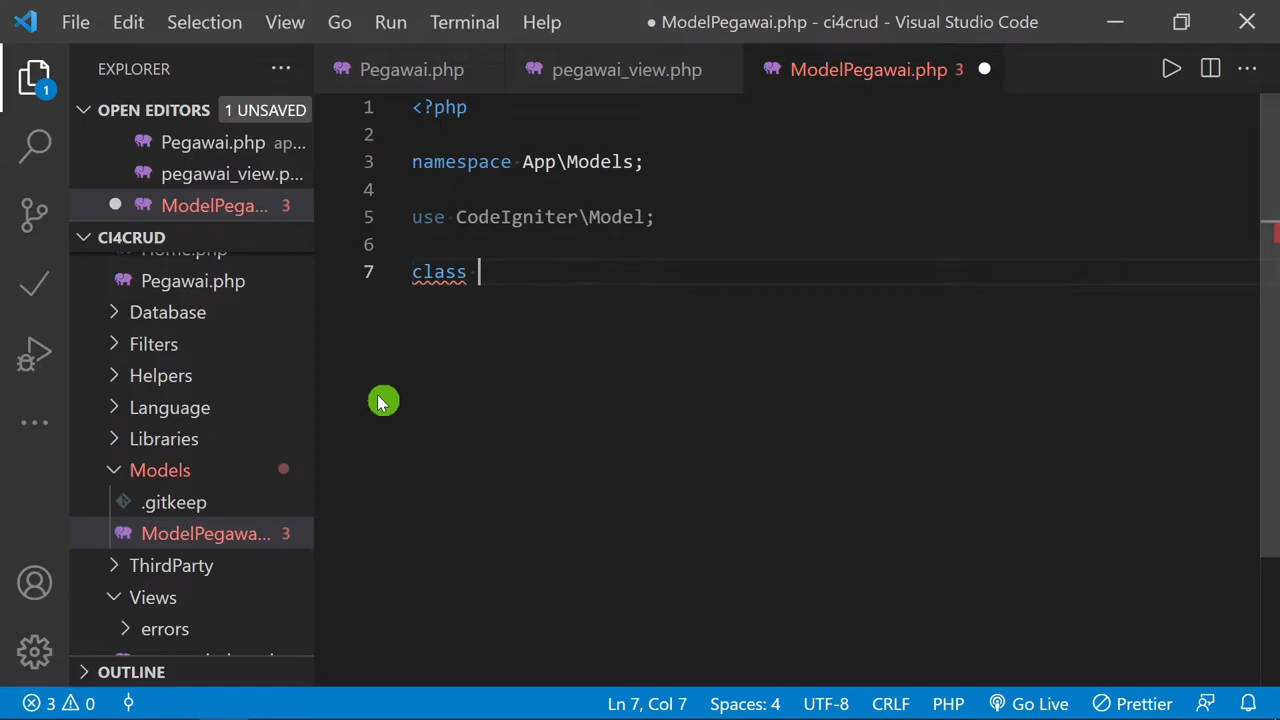 File Edit Selection View Go Run Terminal Help ● ModelPegawai.php - ci4crud - Visual Studio Code
EXPLORER ···
Pegawai.php pegawai_view.php ModelPegawai.php 3
1
OPEN EDITORS 1 UNSAVED
Pegawai.php ap...
pegawai_view.p...
ModelPega... 3
CI4CRUD
Home.php
Pegawai.php
Database
Filters
Helpers
Language
Libraries
Models
.gitkeep
ModelPegawa... 3
ThirdParty
Views
errors
OUTLINE
1 <?php
2
3 namespace App\Models;
4
5 use CodeIgniter\Model;
6
7 class
3 0 Ln 7, Col 7 Spaces: 4 UTF-8 CRLF PHP Go Live Prettier